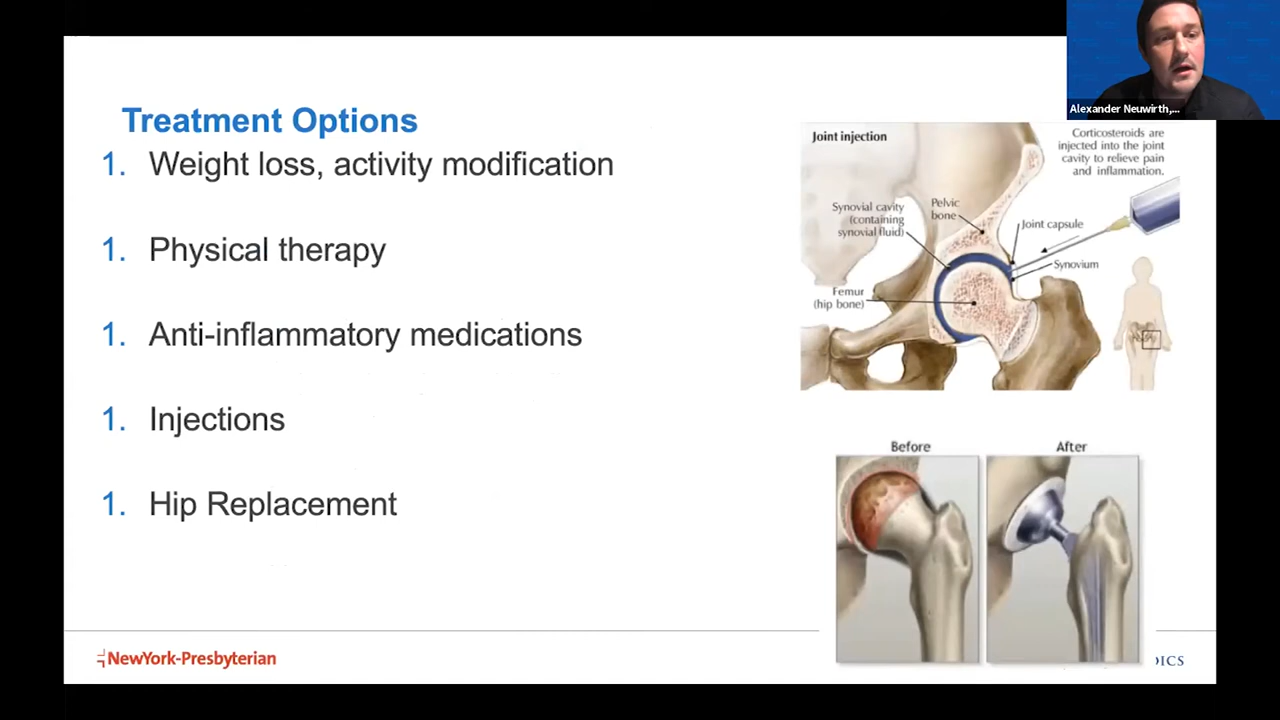 Treatment Options
1. Weight loss, activity modification
1. Physical therapy
1. Anti-inflammatory medications
1. Injections
1. Hip Replacement
Alexander Neuwirth,...
Joint injection
Corticosteroids are
injected into the joint
cavity to relieve pain
and inflammation.
Synovial cavity
(containing
synovial fluid)
Pelvic
bone
Joint capsule
Synovium
Femur
(hip bone)
Before
After
NewYork-Presbyterian
DICS